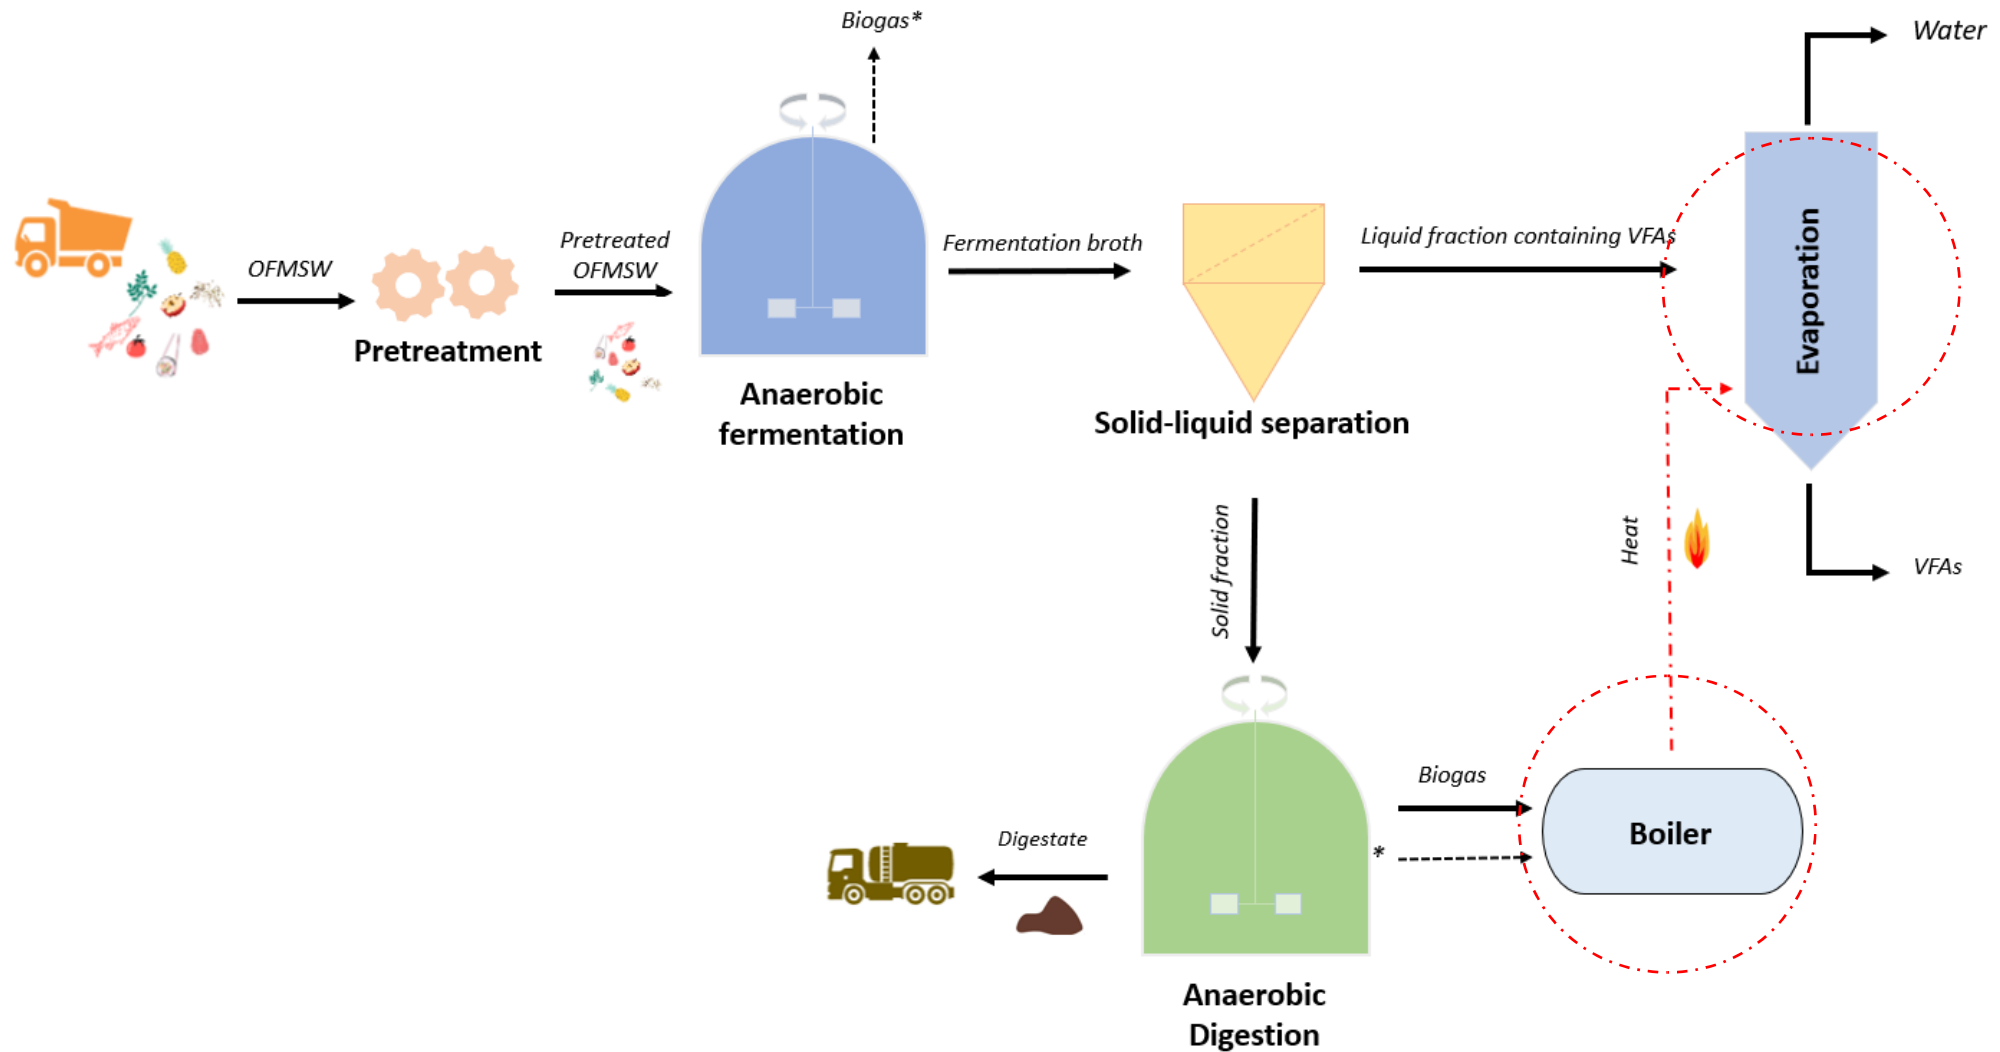 Biogas*
Water
OFMSW
Pretreated
OFMSW
Fermentation broth
Liquid fraction containing VFAs
Evaporation
Pretreatment
Anaerobic
fermentation
Solid-liquid separation
Solid fraction
Heat
VFAs
Biogas
*
Boiler
Digestate
Anaerobic
Digestion